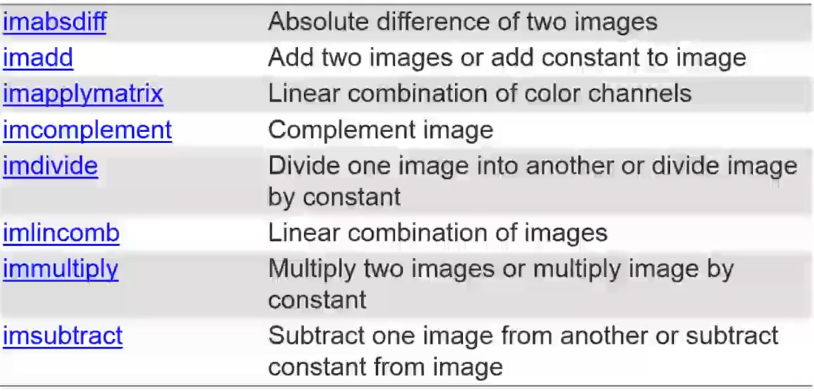 imabsdiff Absolute difference of two images
imadd Add two images or add constant to image
imapplymatrix Linear combination of color channels
imcomplement Complement image
imdivide Divide one image into another or divide image
by constant
imlincomb Linear combination of images
immultiply Multiply two images or multiply image by
constant
imsubtract Subtract one image from another or subtract
constant from image